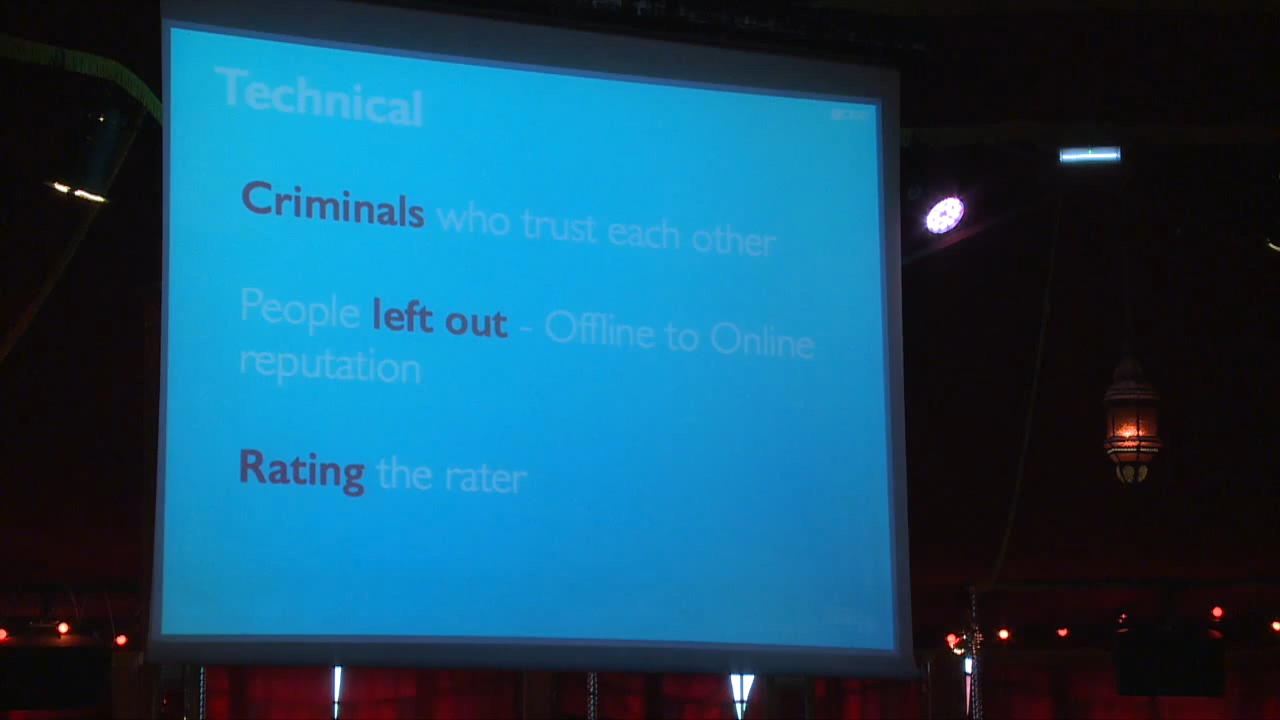 Technical
Criminals who trust each other
People left out - Offline to Online
reputation
Rating the rater